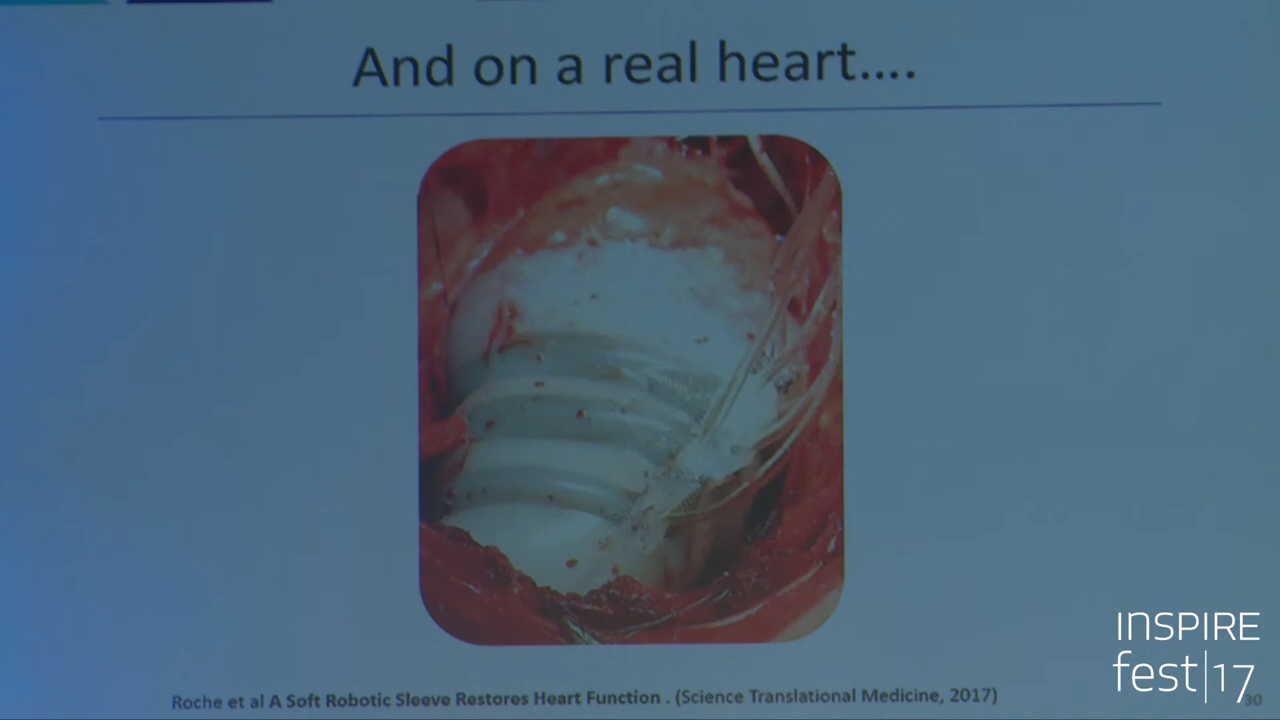 And on a real heart....
Roche et al A Soft Robotic Sleeve Restores Heart Function . (Science Translational Medicine, 2017)
INSPIRE
fest|17
30